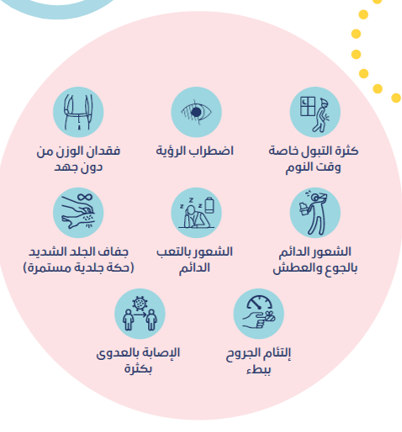 كثرة التبول خاصة
وقت النوم
اضطراب الرؤية
فقدان الوزن من
دون جهد
الشعور الدائم
بالجوع والعطش
الشعور بالتعب
الدائم
جفاف الجلد الشديد
(حكة جلدية مستمرة)
إلتئام الجروح
ببطء
الإصابة بالعدوى
بكثرة